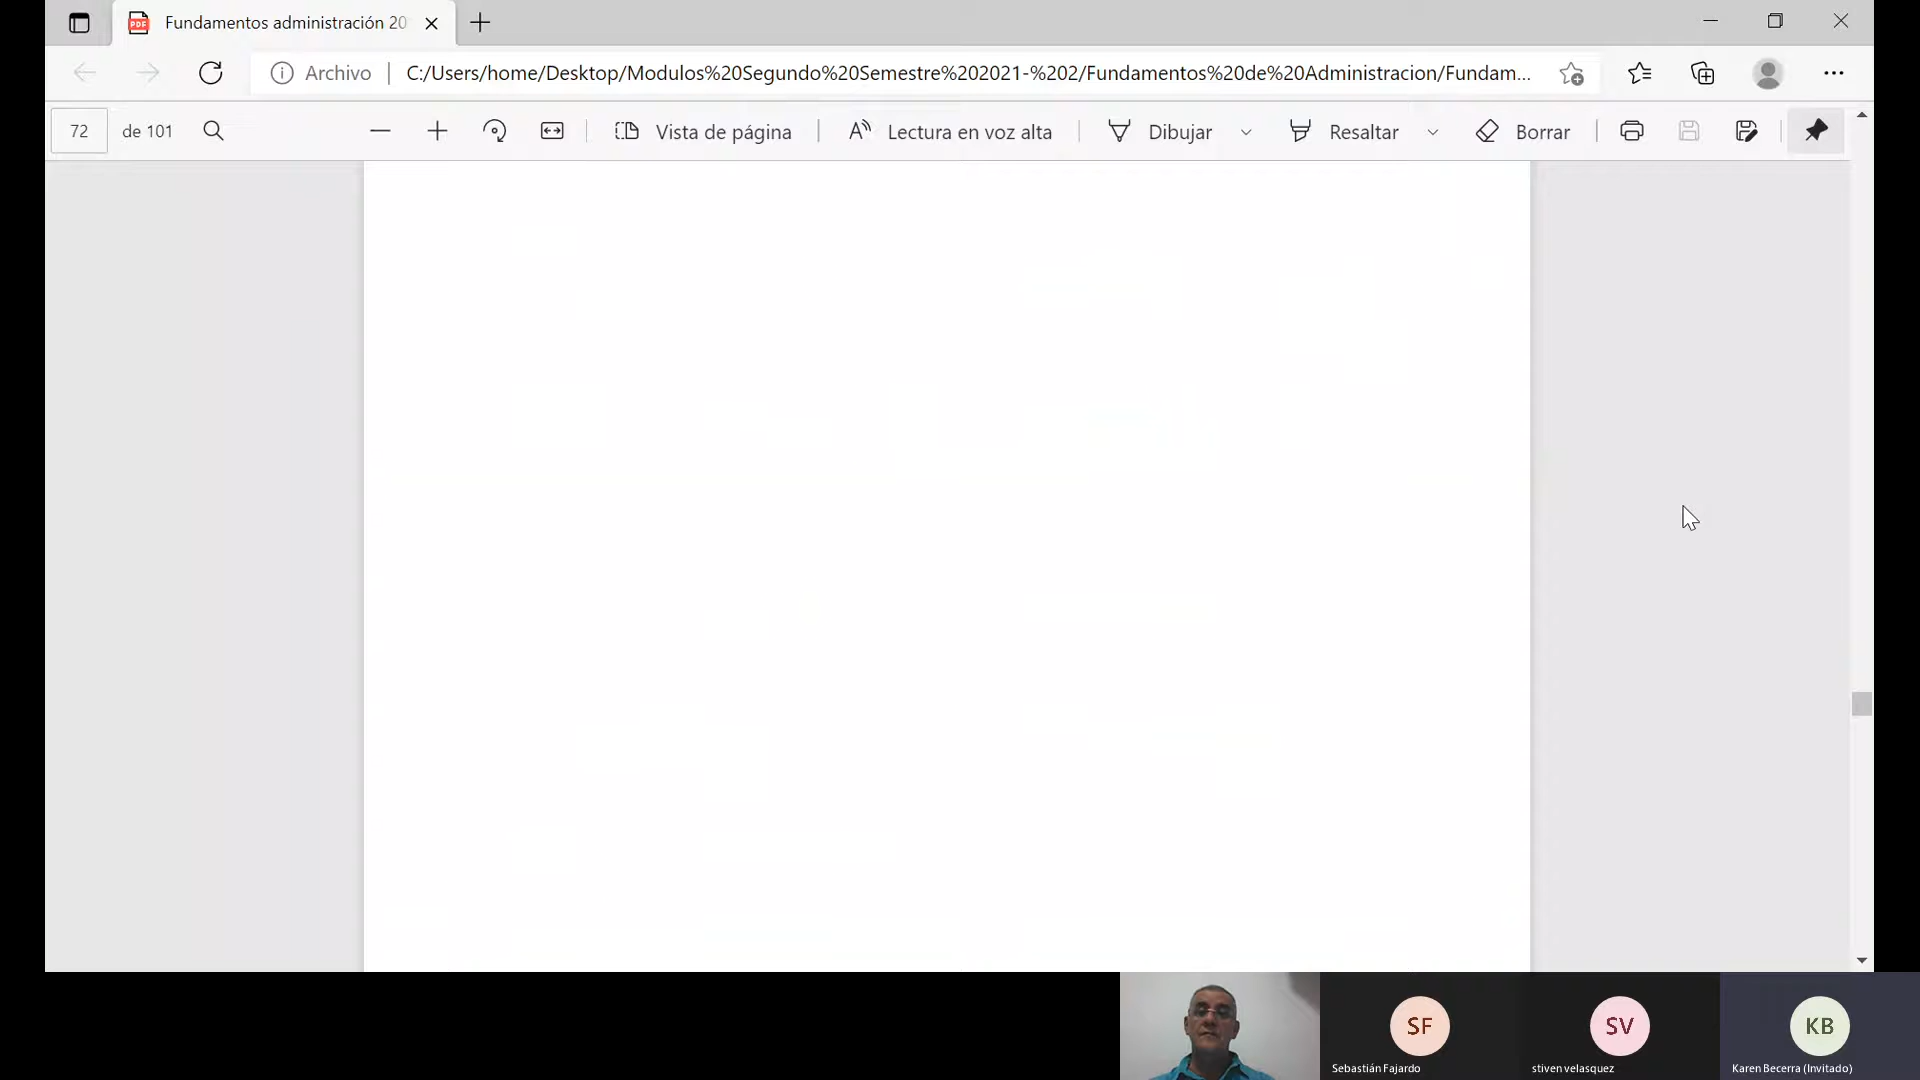 Fundamentos administración 20
Archivo
C:/Users/home/Desktop/Modulos%20Segundo%20Semestre%202021-%202/Fundamentos%20de%20Administracion/Fundam...
72
de 101
Vista de página
Lectura en voz alta
Dibujar
Resaltar
Borrar
SF
SV
KB
Sebastián Fajardo
stiven velasquez
Karen Becerra (Invitado)